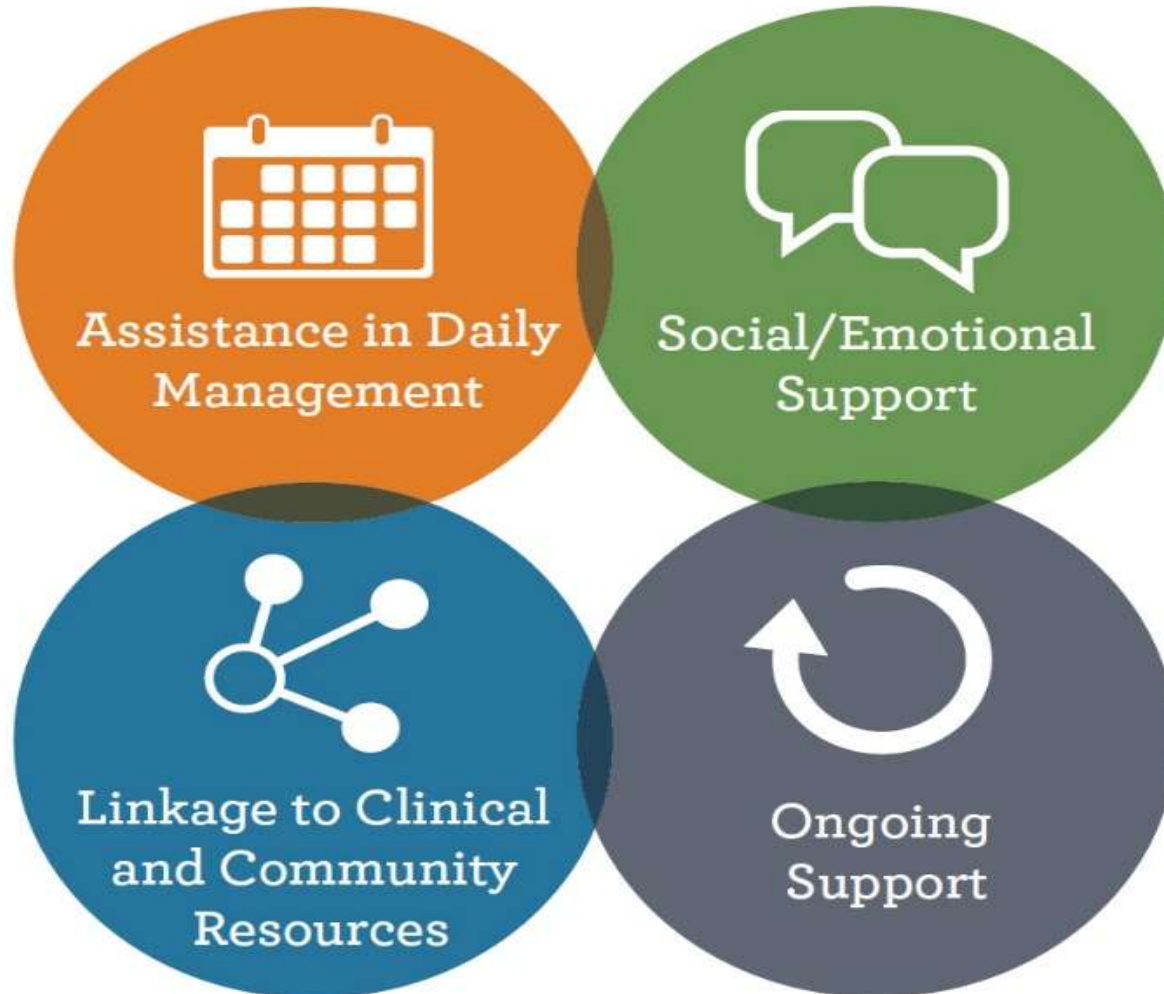 Assistance in Daily
Management
Social/Emotional
Support
Linkage to Clinical
and Community
Resources
Ongoing
Support